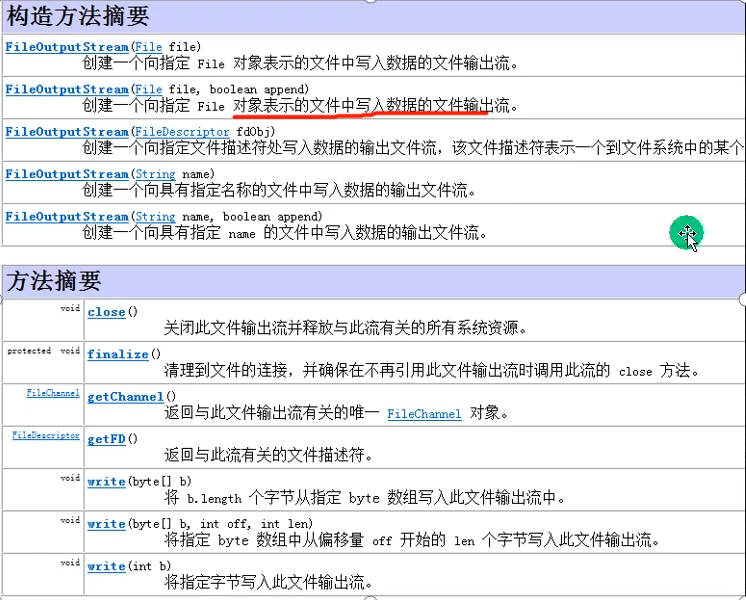 构造方法摘要
FileOutputStream(File file)
创建一个向指定 File 对象表示的文件中写入数据的文件输出流。
FileOutputStream(File file, boolean append)
创建一个向指定 File 对象表示的文件中写入数据的文件输出流。
FileOutputStream(FileDescriptor fdObj)
创建一个向指定文件描述符处写入数据的输出文件流，该文件描述符表示一个到文件系统中的某个
FileOutputStream(String name)
创建一个向具有指定名称的文件中写入数据的输出文件流。
FileOutputStream(String name, boolean append)
创建一个向具有指定 name 的文件中写入数据的输出文件流。
方法摘要
void close()
关闭此文件输出流并释放与此流有关的所有系统资源。
protected void finalize()
清理到文件的连接，并确保在不再引用此文件输出流时调用此流的 close 方法。
FileChannel getChannel()
返回与此文件输出流有关的唯一 FileChannel 对象。
FileDescriptor getFD()
返回与此流有关的文件描述符。
void write(byte[] b)
将 b.length 个字节从指定 byte 数组写入此文件输出流中。
void write(byte[] b, int off, int len)
将指定 byte 数组中从偏移量 off 开始的 len 个字节写入此文件输出流。
void write(int b)
将指定字节写入此文件输出流。